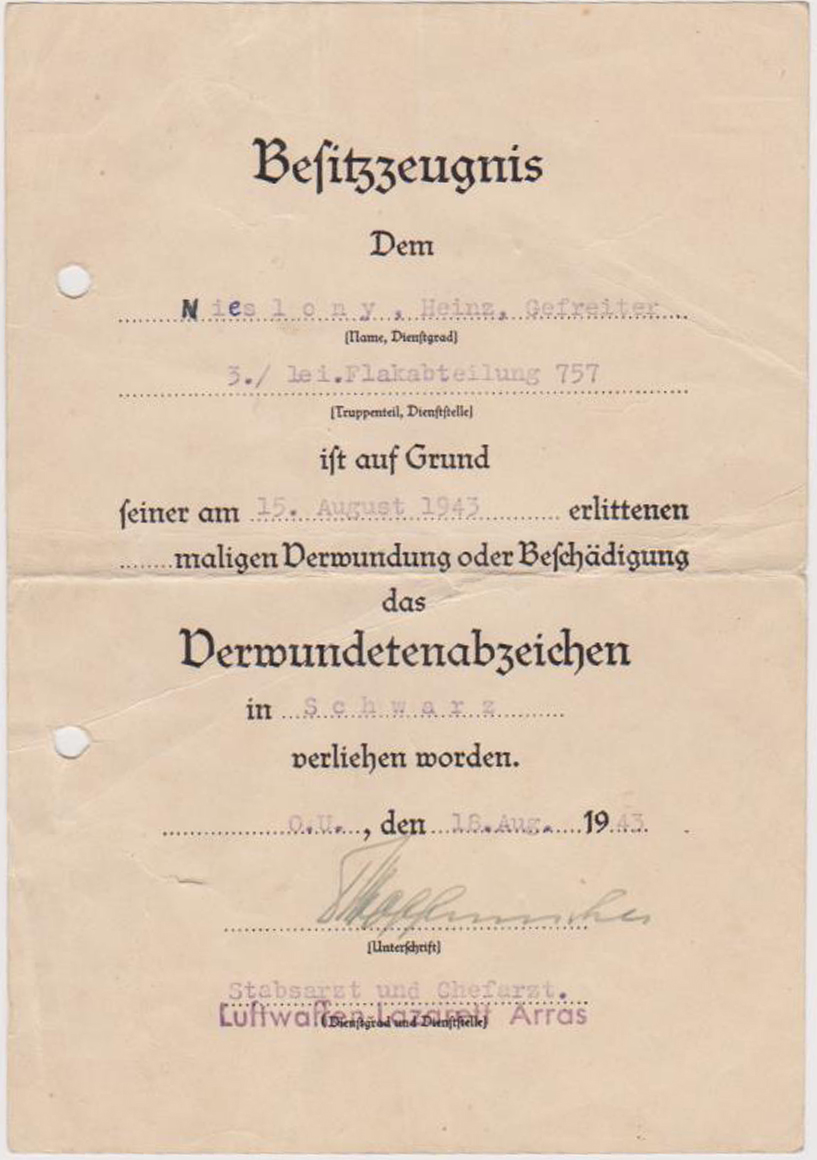 Besitzzeugnis
Dem
Nieslony, Heinz, Gefreiter
(Name, Dienstgrad)
3./ lei.Flakabteilung 757
(Truppenteil, Dienststelle)
ist auf Grund
seiner am 15. August 1943 erlittenen
........maligen Verwundung oder Beschädigung
das
Verwundetenabzeichen
in Schwarz
verliehen worden.
O.U., den 18.Aug. 1943
(Unterschrift)
Stabsarzt und Chefarzt.
Luftwaffen-Lazarett Arras
(Dienstgrad und Dienststelle)